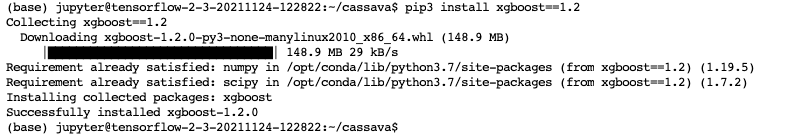 (base) jupyter@tensorflow-2-3-20211124-122822:~/cassava$ pip3 install xgboost==1.2
Collecting xgboost==1.2
  Downloading xgboost-1.2.0-py3-none-manylinux2010_x86_64.whl (148.9 MB)
     |████████████████████████████████| 148.9 MB 29 kB/s
Requirement already satisfied: numpy in /opt/conda/lib/python3.7/site-packages (from xgboost==1.2) (1.19.5)
Requirement already satisfied: scipy in /opt/conda/lib/python3.7/site-packages (from xgboost==1.2) (1.7.2)
Installing collected packages: xgboost
Successfully installed xgboost-1.2.0
(base) jupyter@tensorflow-2-3-20211124-122822:~/cassava$